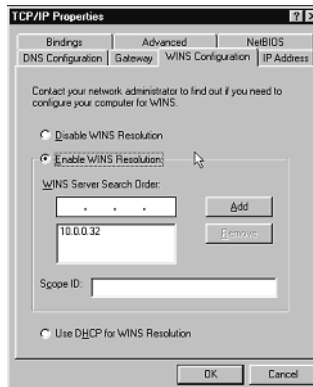 TCP/IP Properties
Bindings Advanced NetBIOS
DNS Configuration Gateway WINS Configuration IP Address
Contact your network administrator to find out if you need to
configure your computer for WINS.
Disable WINS Resolution
Enable WINS Resolution:
WINS Server Search Order:
. . .
Add
10.0.0.32
Remove
Scope ID:
Use DHCP for WINS Resolution
OK Cancel